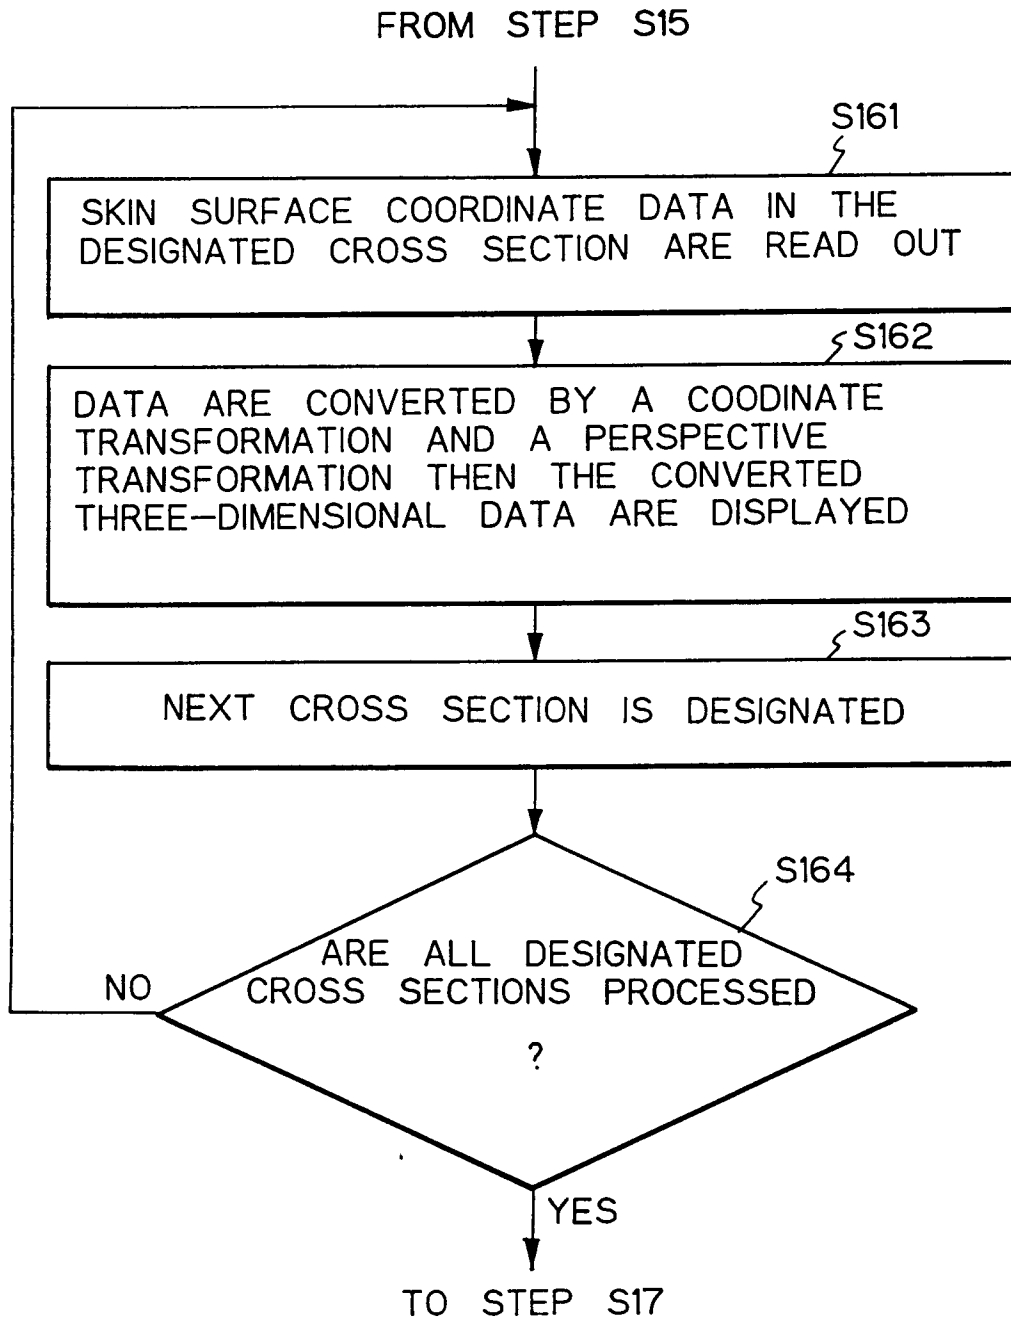 FROM STEP S15
S161
SKIN SURFACE COORDINATE DATA IN THE
DESIGNATED CROSS SECTION ARE READ OUT
S162
DATA ARE CONVERTED BY A COODINATE
TRANSFORMATION AND A PERSPECTIVE
TRANSFORMATION THEN THE CONVERTED
THREE-DIMENSIONAL DATA ARE DISPLAYED
S163
NEXT CROSS SECTION IS DESIGNATED
S164
ARE ALL DESIGNATED
CROSS SECTIONS PROCESSED
?
NO
YES
TO STEP S17